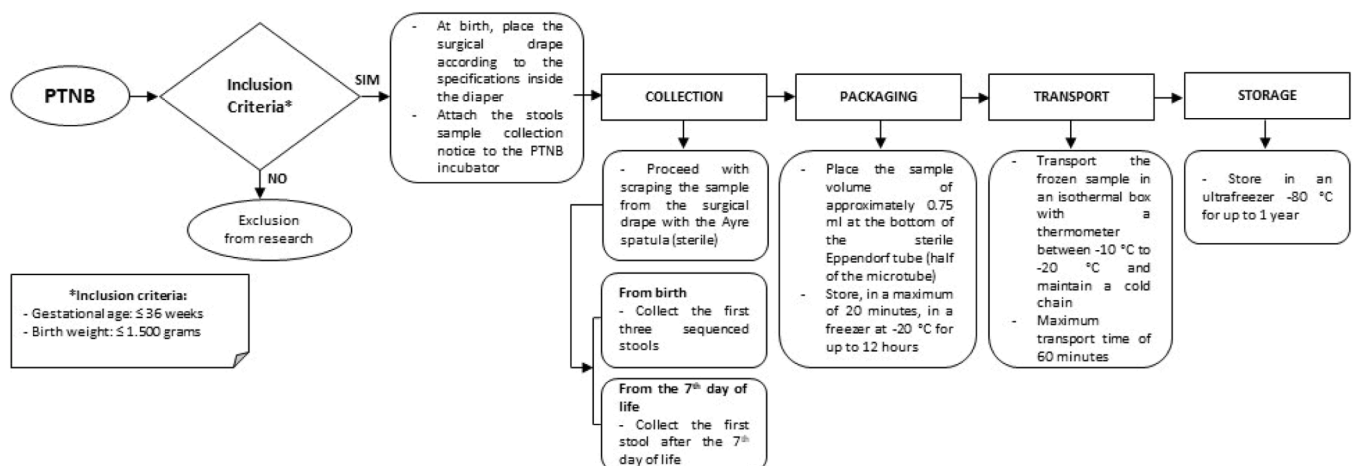 PTNB
Inclusion
Criteria*
SIM
NO
Exclusion
from research
*Inclusion criteria:
- Gestational age: ≤ 36 weeks
- Birth weight: ≤ 1.500 grams
- At birth, place the
surgical drape
according to the
specifications inside
the diaper
- Attach the stools
sample collection
notice to the PTNB
incubator
COLLECTION
- Proceed with
scraping the sample
from the surgical
drape with the Ayre
spatula (sterile)
From birth
- Collect the first
three sequenced
stools
From the 7th day of
life
- Collect the first
stool after the 7th
day of life
PACKAGING
- Place the sample
volume of
approximately 0.75
ml at the bottom of
the sterile
Eppendorf tube (half
of the microtube)
- Store, in a maximum
of 20 minutes, in a
freezer at -20 °C for
up to 12 hours
TRANSPORT
- Transport the
frozen sample in
an isothermal box
with a
thermometer
between -10 °C to
-20 °C and
maintain a cold
chain
- Maximum
transport time of
60 minutes
STORAGE
- Store in an
ultrafreezer -80 °C
for up to 1 year